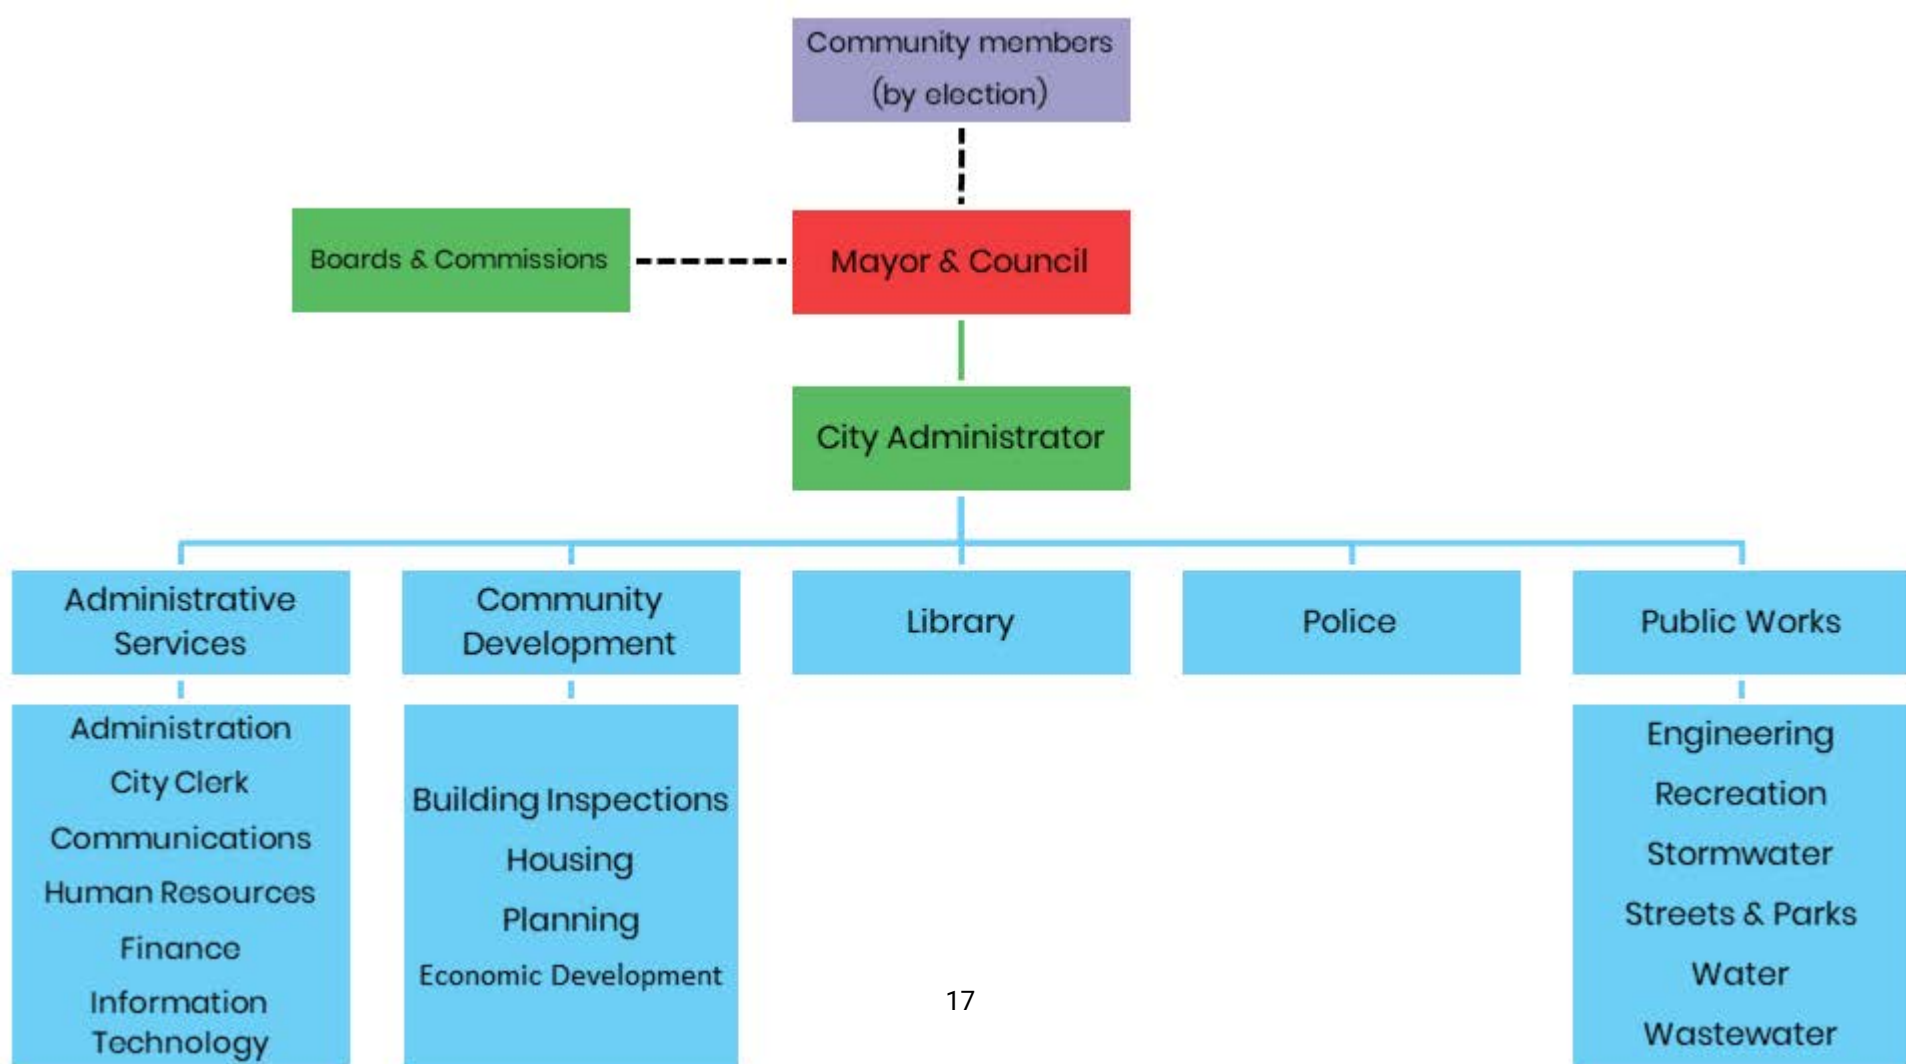 Community members
(by election)
Boards & Commissions
Mayor & Council
City Administrator
Administrative
Services
Community
Development
Library
Police
Public Works
Administration
City Clerk
Communications
Human Resources
Finance
Information
Technology
Building Inspections
Housing
Planning
Economic Development
Engineering
Recreation
Stormwater
Streets & Parks
Water
Wastewater
17